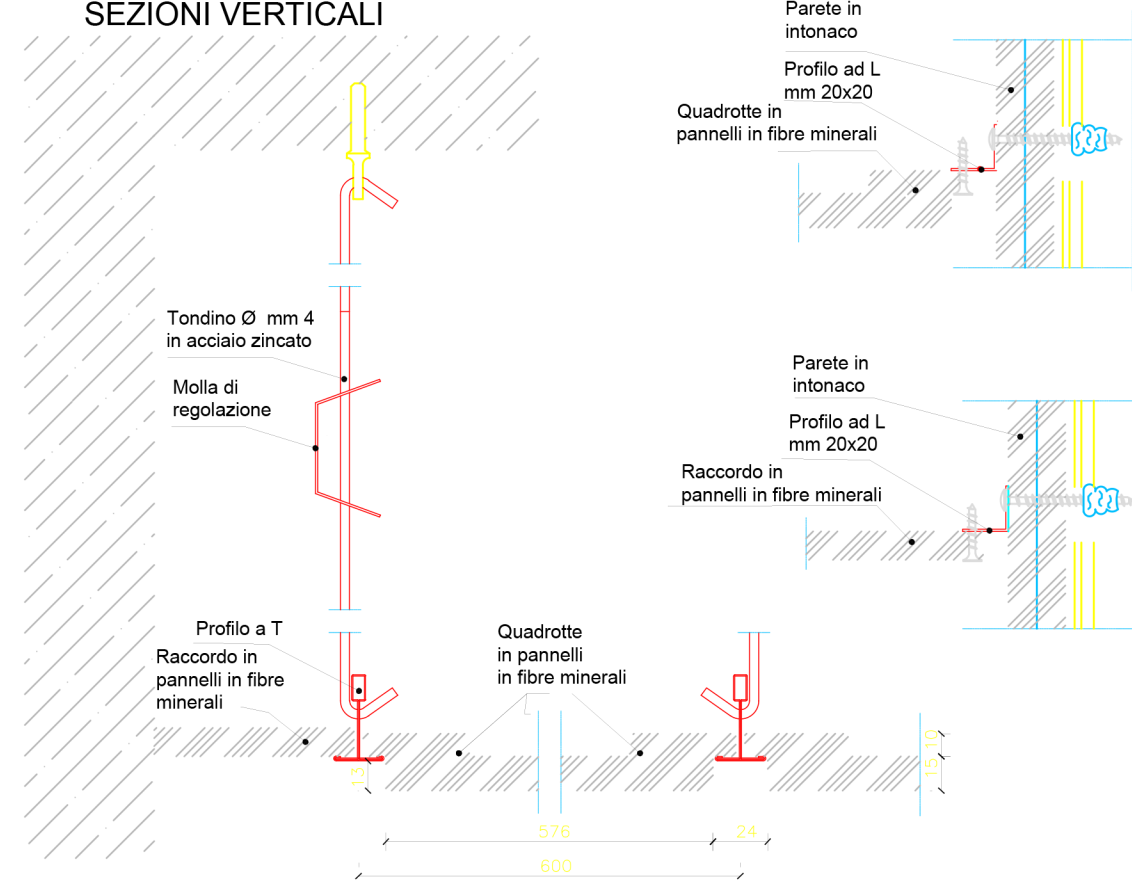 SEZIONI VERTICALI
Parete in
intonaco
Profilo ad L
mm 20x20
Quadrotte in
pannelli in fibre minerali
Tondino Ø mm 4
in acciaio zincato
Molla di
regolazione
Parete in
intonaco
Profilo ad L
mm 20x20
Raccordo in
pannelli in fibre minerali
Profilo a T
Raccordo in
pannelli in fibre
minerali
Quadrotte
in pannelli
in fibre minerali
10
15
13
576
24
600